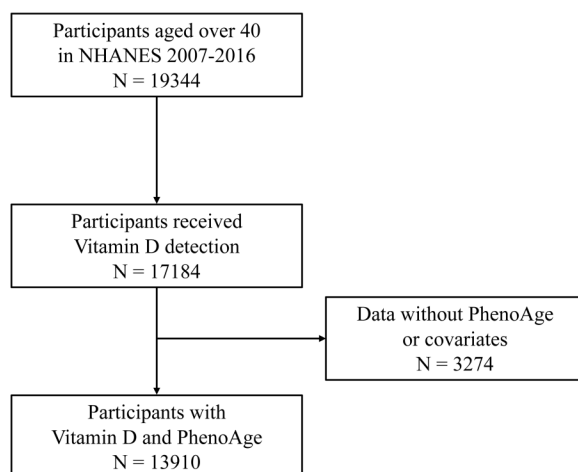 Participants aged over 40
in NHANES 2007-2016
N = 19344
Participants received
Vitamin D detection
N = 17184
Data without PhenoAge
or covariates
N = 3274
Participants with
Vitamin D and PhenoAge
N = 13910